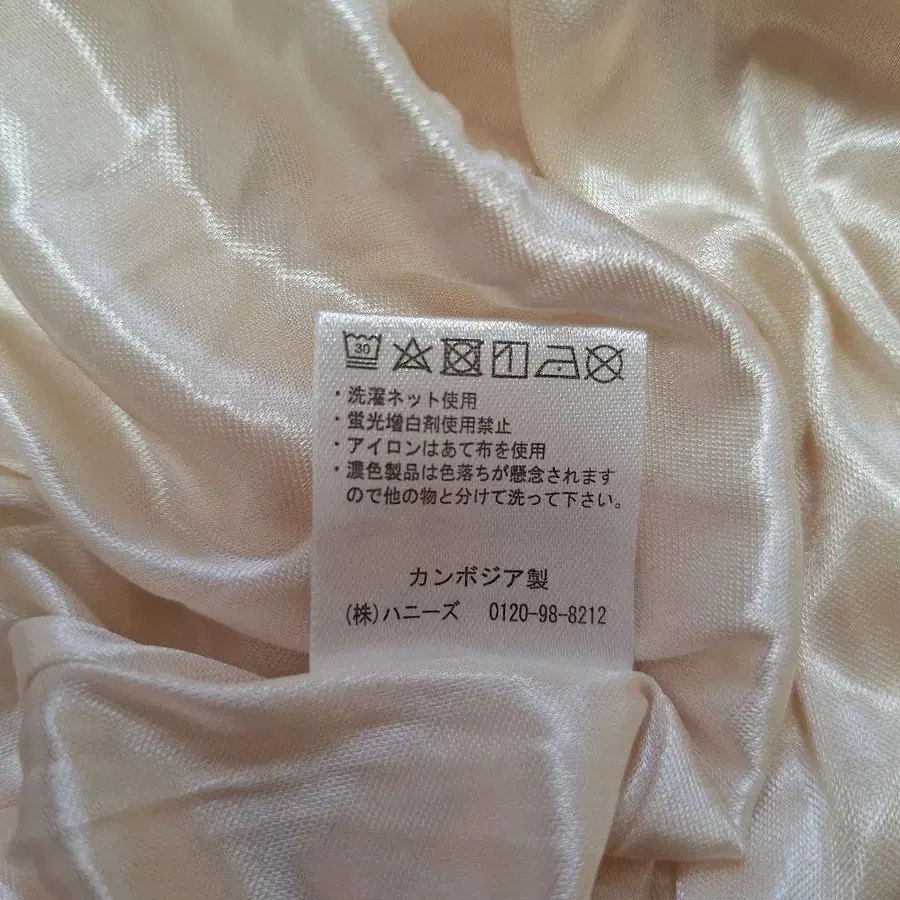 30
・洗濯ネット使用
・蛍光増白剤使用禁止
・アイロンはあて布を使用
・濃色製品は色落ちが懸念されます
ので他の物と分けて洗って下さい。
カンボジア製
(株)ハニーズ 0120-98-8212